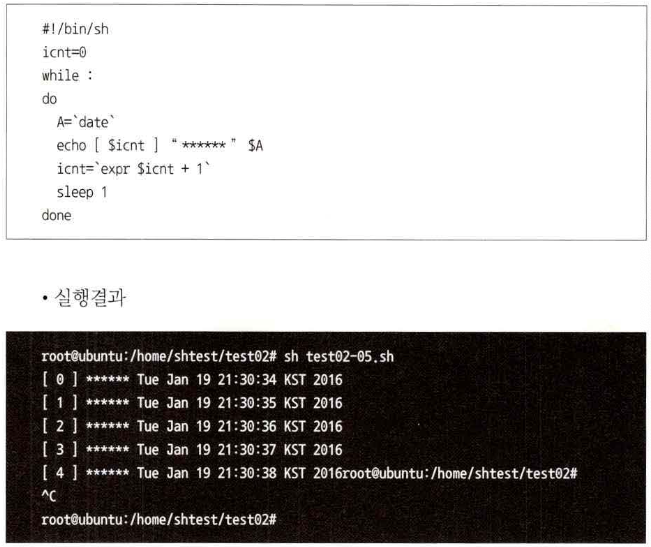 #!/bin/sh
icnt=0
while :
do
A=`date`
echo [ $icnt ] “ ****** ” $A
icnt=`expr $icnt + 1`
sleep 1
done
• 실행결과
root@ubuntu:/home/shtest/test02# sh test02-05.sh
[ 0 ] ****** Tue Jan 19 21:30:34 KST 2016
[ 1 ] ****** Tue Jan 19 21:30:35 KST 2016
[ 2 ] ****** Tue Jan 19 21:30:36 KST 2016
[ 3 ] ****** Tue Jan 19 21:30:37 KST 2016
[ 4 ] ****** Tue Jan 19 21:30:38 KST 2016root@ubuntu:/home/shtest/test02#
^C
root@ubuntu:/home/shtest/test02#